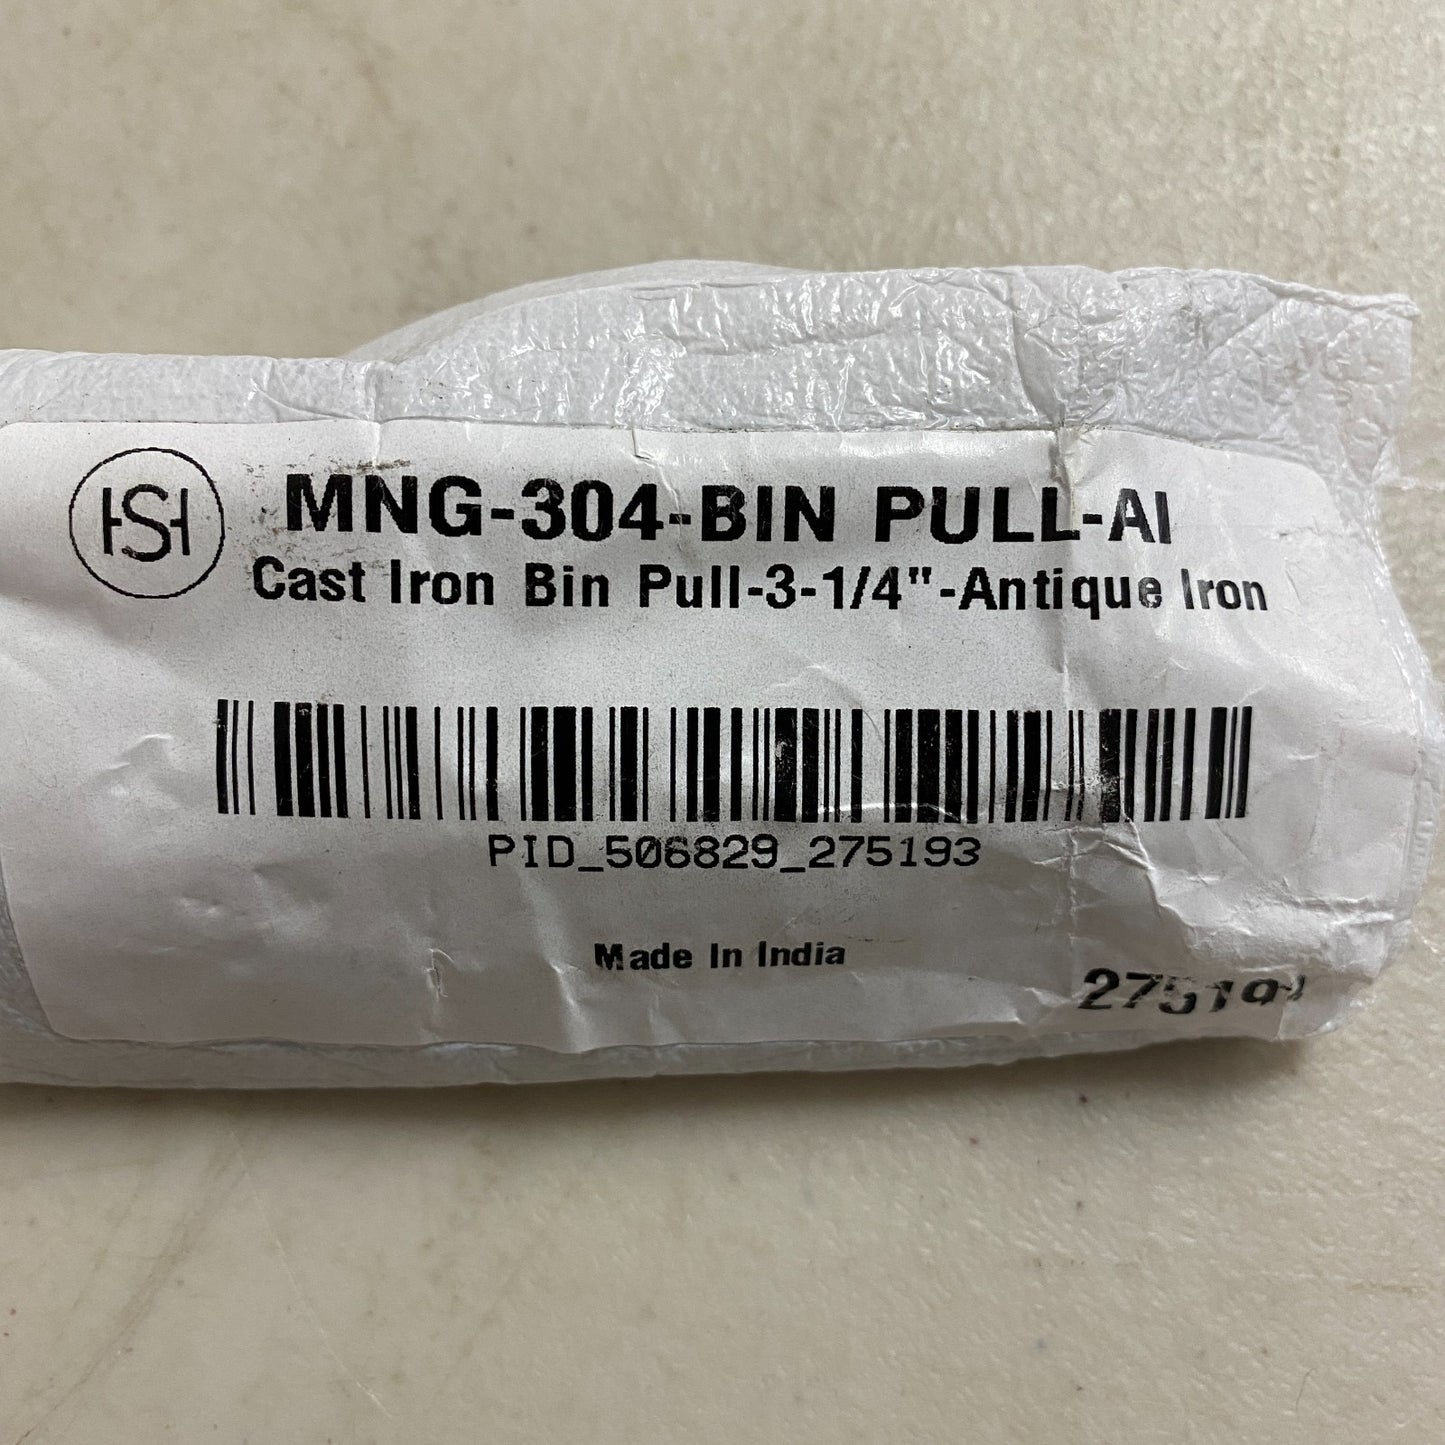 HSH
MNG-304-BIN PULL-AI
Cast Iron Bin Pull-3-1/4"-Antique Iron
PID_506829_275193
Made In India